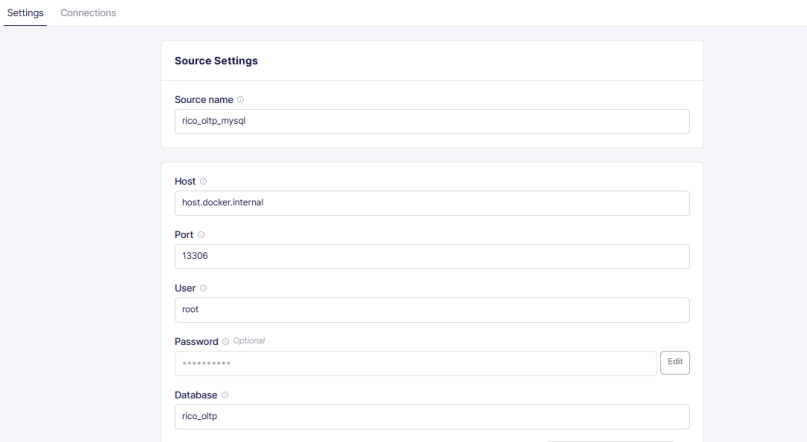 Settings Connections
Source Settings
Source name
rico_oltp_mysql
Host
host.docker.internal
Port
13306
User
root
Password Optional
••••••••••
Edit
Database
rico_oltp